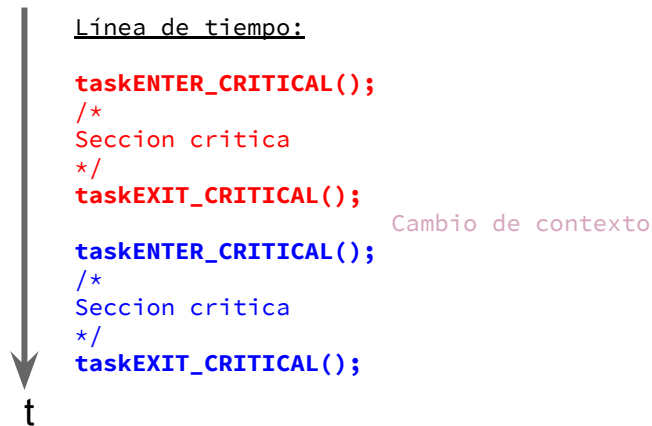 Línea de tiempo:
taskENTER_CRITICAL();
/*
Seccion critica
*/
taskEXIT_CRITICAL();
Cambio de contexto
taskENTER_CRITICAL();
/*
Seccion critica
*/
taskEXIT_CRITICAL();
t